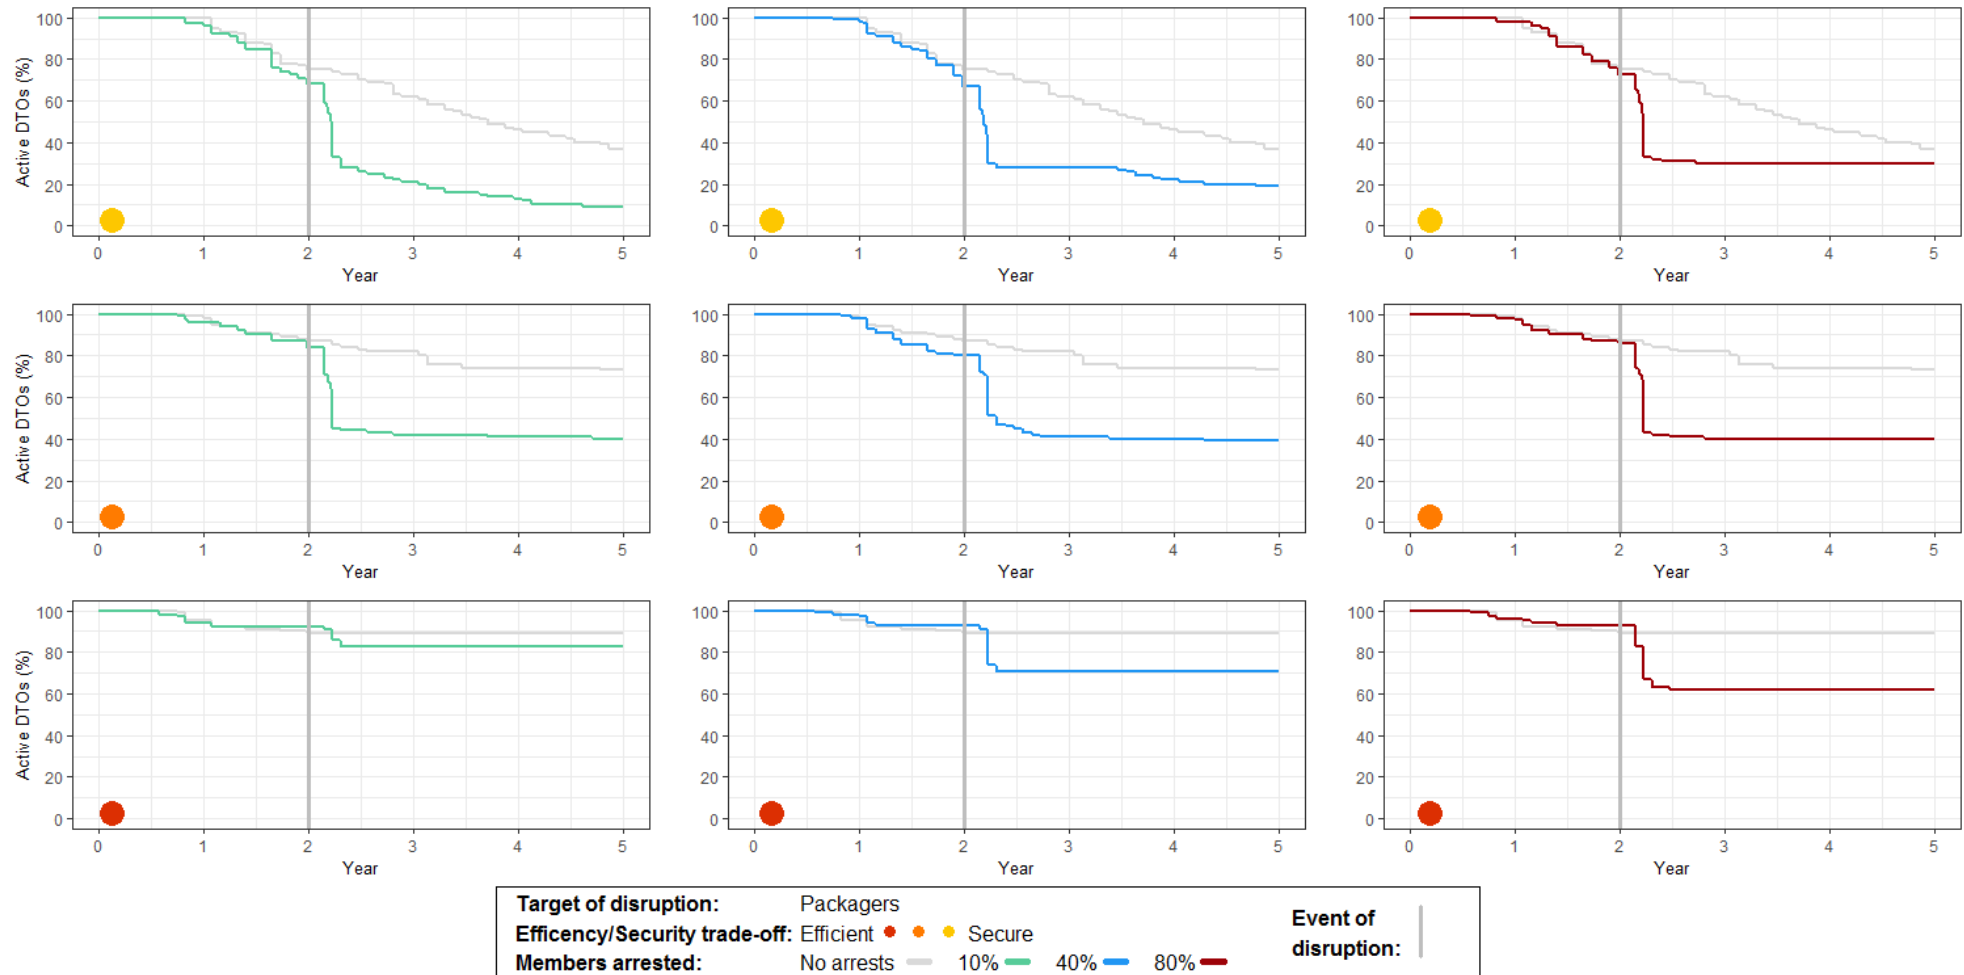 Active DTOs (%)
100
80
60
40
20
0
0 1 2 3 4 5
Year
100
80
60
40
20
0
0 1 2 3 4 5
Year
100
80
60
40
20
0
0 1 2 3 4 5
Year
Active DTOs (%)
100
80
60
40
20
0
0 1 2 3 4 5
Year
100
80
60
40
20
0
0 1 2 3 4 5
Year
100
80
60
40
20
0
0 1 2 3 4 5
Year
Active DTOs (%)
100
80
60
40
20
0
0 1 2 3 4 5
Year
100
80
60
40
20
0
0 1 2 3 4 5
Year
100
80
60
40
20
0
0 1 2 3 4 5
Year
Target of disruption: Packagers
Efficency/Security trade-off: Efficient Secure
Members arrested: No arrests 10% 40% 80%
Event of
disruption: